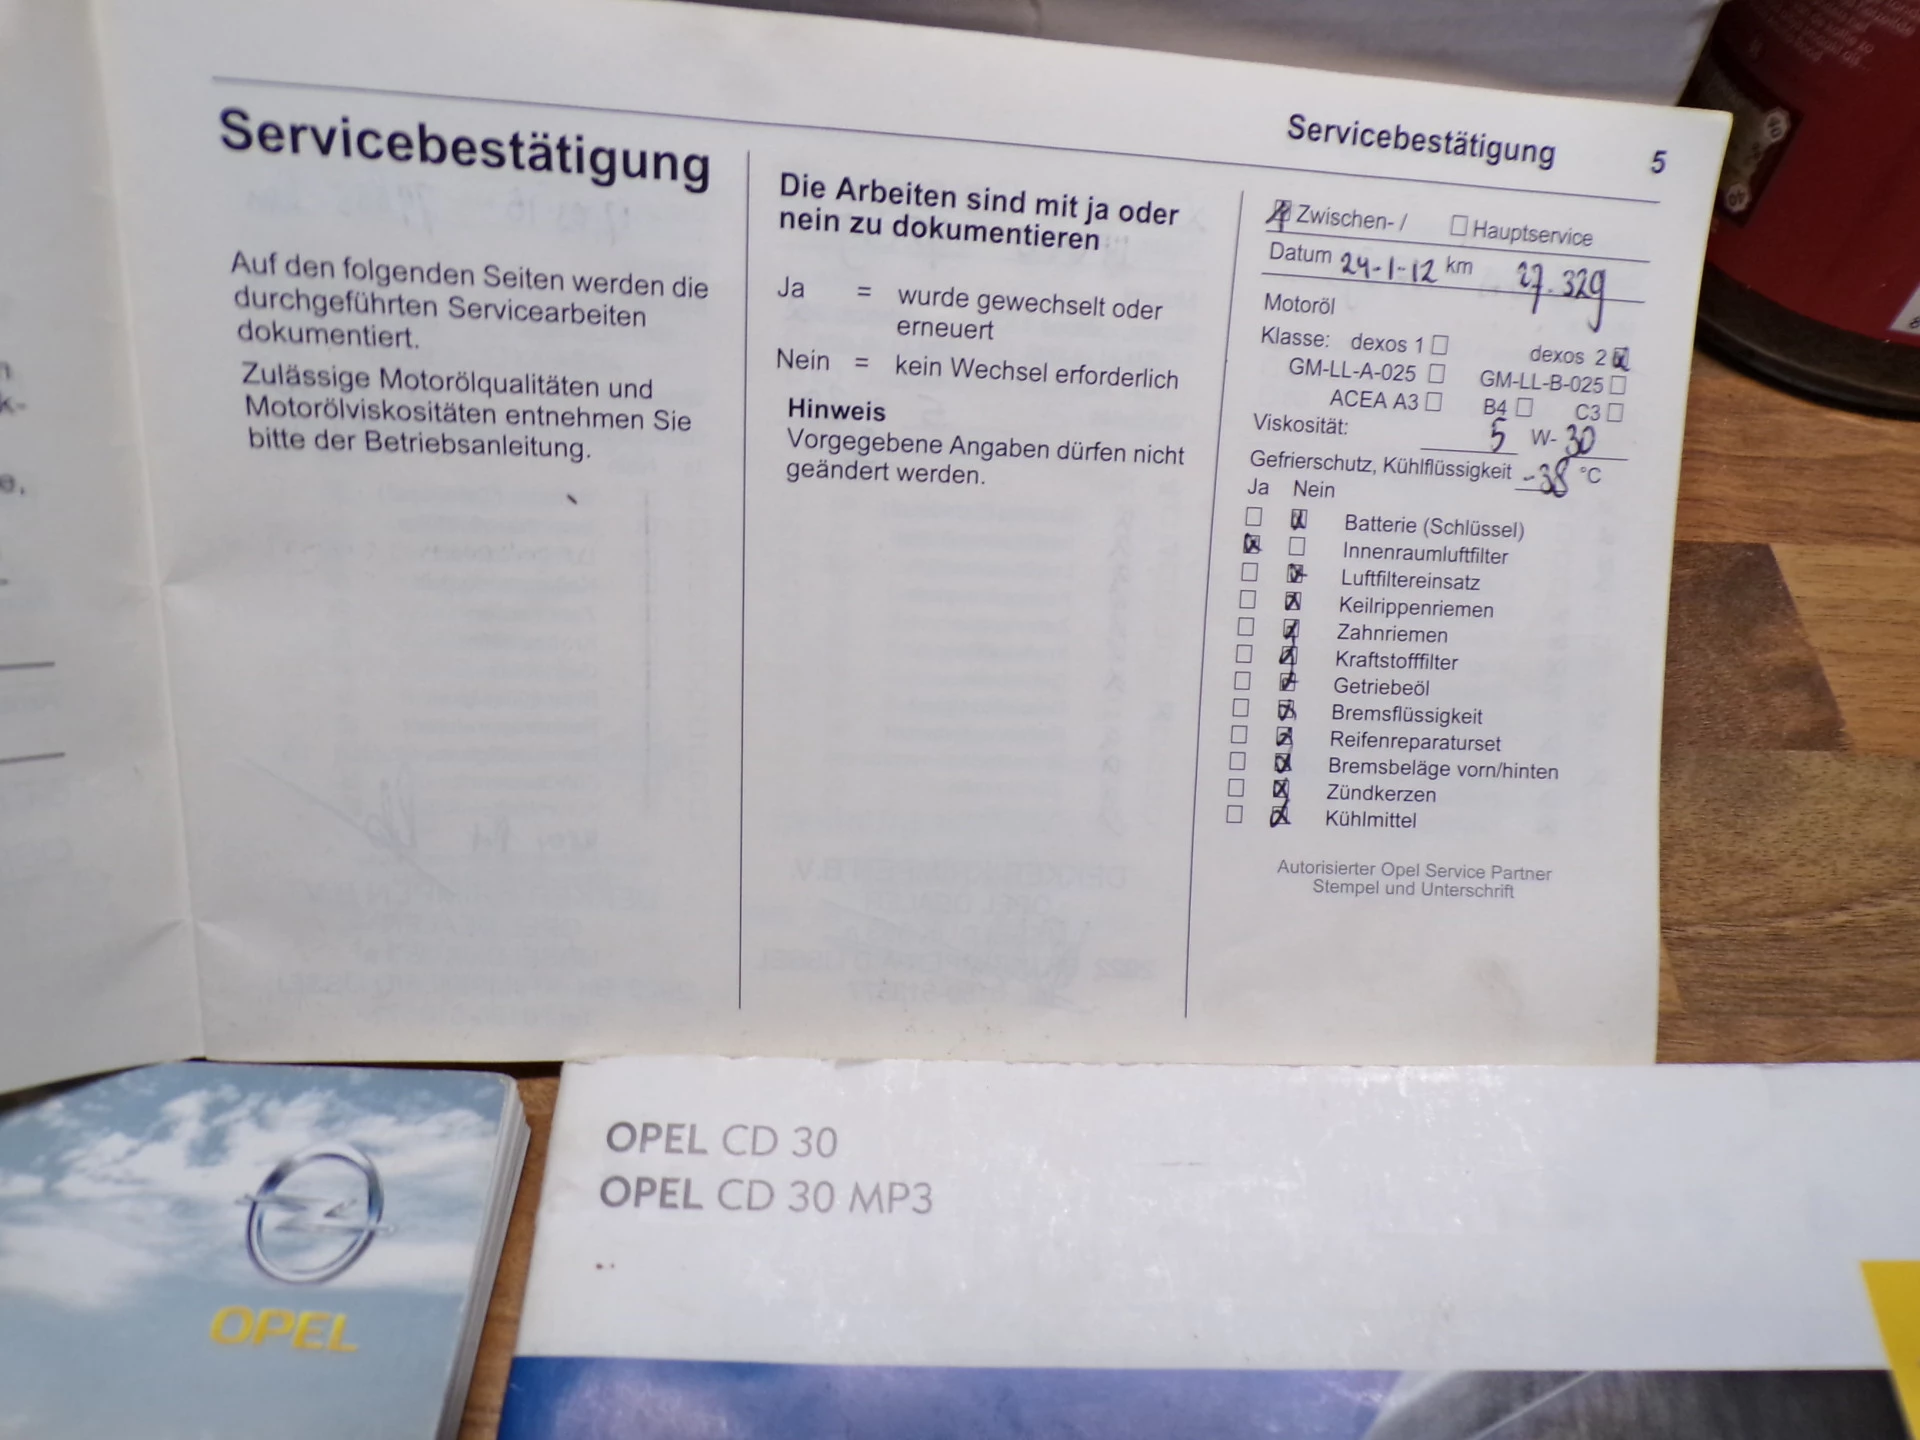 Servicebestätigung 5
Servicebestätigung
Auf den folgenden Seiten werden die
durchgeführten Servicearbeiten
dokumentiert.
Zulässige Motorölqualitäten und
Motorölviskositäten entnehmen Sie
bitte der Betriebsanleitung.
Die Arbeiten sind mit ja oder
nein zu dokumentieren
Ja = wurde gewechselt oder
erneuert
Nein = kein Wechsel erforderlich
Hinweis
Vorgegebene Angaben dürfen nicht
geändert werden.
Zwischen- / Hauptservice
Datum 24-1-12 km 27.329
Motoröl
Klasse: dexos 1 dexos 2
GM-LL-A-025 GM-LL-B-025
ACEA A3 B4 C3
Viskosität: 5 W- 30
Gefrierschutz, Kühlflüssigkeit -38 °C
Ja Nein
Batterie (Schlüssel)
Innenraumluftfilter
Luftfiltereinsatz
Keilrippenriemen
Zahnriemen
Kraftstofffilter
Getriebeöl
Bremsflüssigkeit
Reifenreparaturset
Bremsbeläge vorn/hinten
Zündkerzen
Kühlmittel
Autorisierter Opel Service Partner
Stempel und Unterschrift
OPEL
OPEL CD 30
OPEL CD 30 MP3